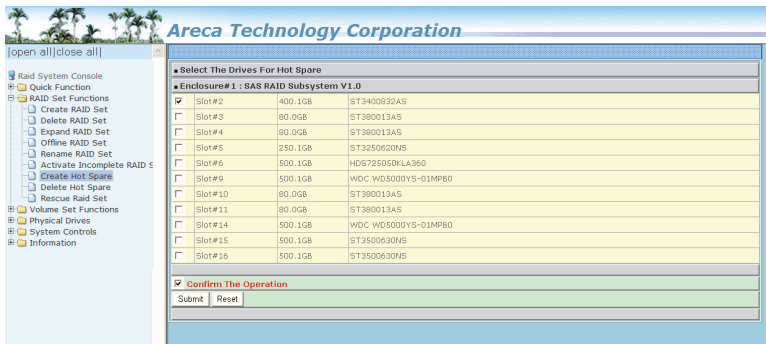 Areca Technology Corporation
|open all|close all|
Raid System Console
Quick Function
RAID Set Functions
Create RAID Set
Delete RAID Set
Expand RAID Set
Offline RAID Set
Rename RAID Set
Activate Incomplete RAID S
Create Hot Spare
Delete Hot Spare
Rescue Raid Set
Volume Set Functions
Physical Drives
System Controls
Information
Select The Drives For Hot Spare
Enclosure#1 : SAS RAID Subsystem V1.0
Slot#2 400.1GB ST3400832AS
Slot#3 80.0GB ST380013AS
Slot#4 80.0GB ST380013AS
Slot#5 250.1GB ST3250620NS
Slot#6 500.1GB HDS725050KLA360
Slot#9 500.1GB WDC WD5000YS-01MPB0
Slot#10 80.0GB ST380013AS
Slot#11 80.0GB ST380013AS
Slot#14 500.1GB WDC WD5000YS-01MPB0
Slot#15 500.1GB ST3500630NS
Slot#16 500.1GB ST3500630NS
Confirm The Operation
Submit Reset